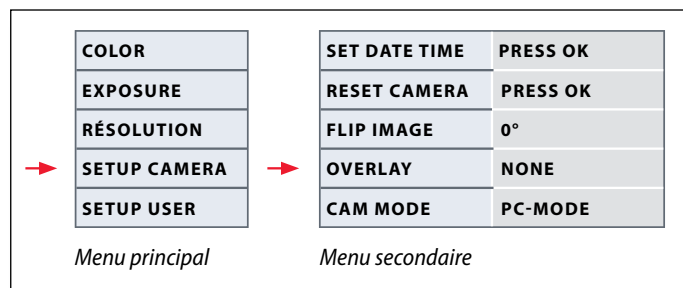 COLOR
EXPOSURE
RÉSOLUTION
SETUP CAMERA
SETUP USER
Menu principal
SET DATE TIME PRESS OK
RESET CAMERA PRESS OK
FLIP IMAGE 0°
OVERLAY NONE
CAM MODE PC-MODE
Menu secondaire